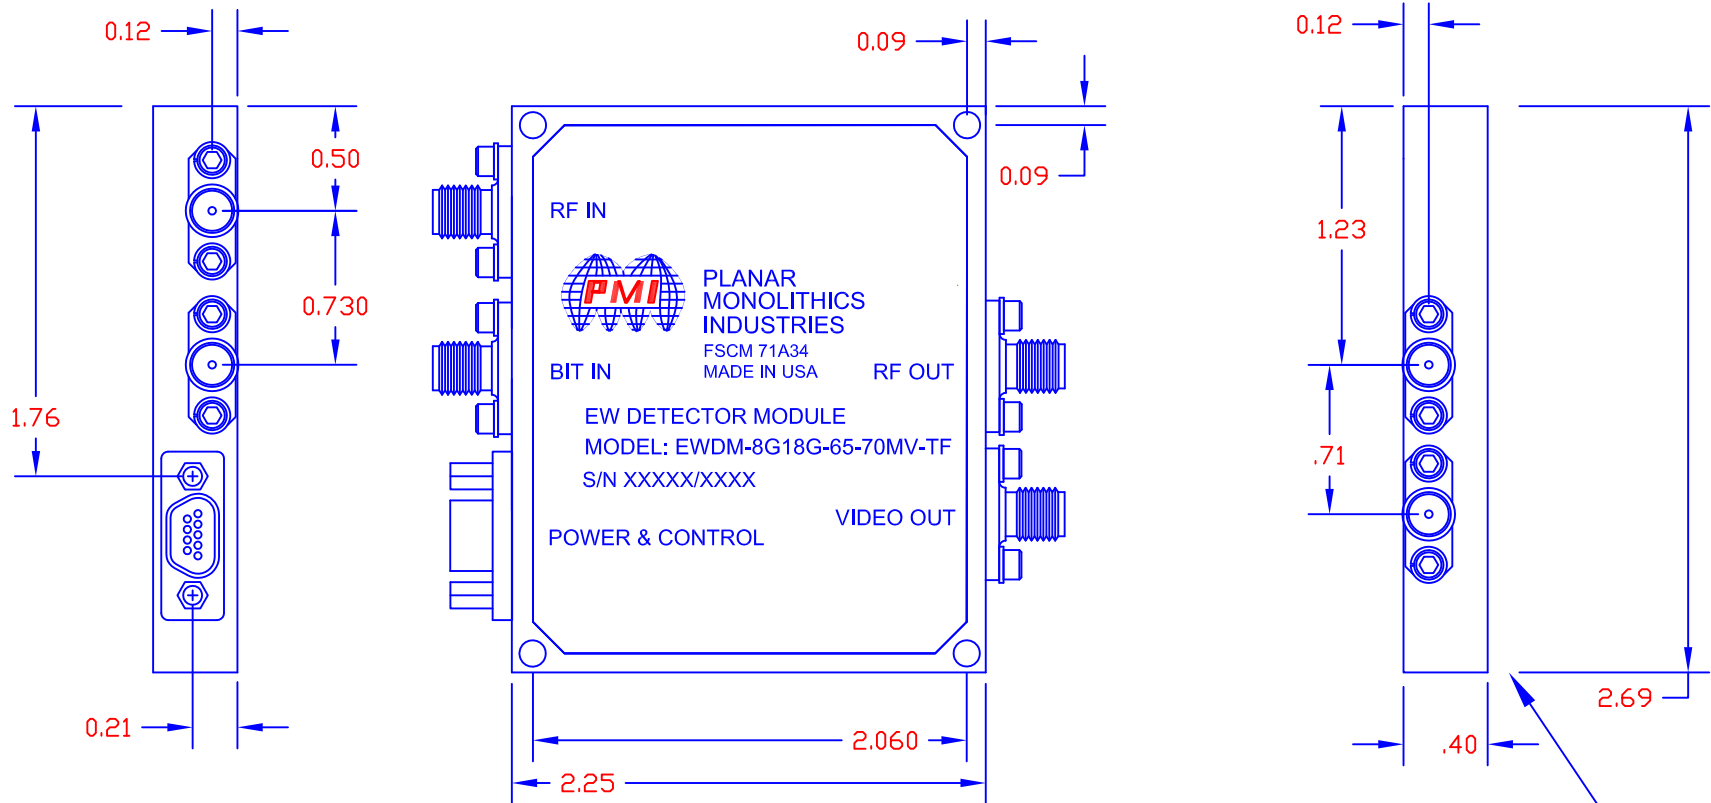 0.12
0.50
0.730
1.76
0.21
0.09
0.09
RF IN
PMI
PLANAR
MONOLITHICS
INDUSTRIES
FSCM 71A34
MADE IN USA
BIT IN
RF OUT
EW DETECTOR MODULE
MODEL: EWDM-8G18G-65-70MV-TF
S/N XXXXX/XXXX
VIDEO OUT
POWER & CONTROL
2.060
2.25
0.12
1.23
.71
2.69
.40